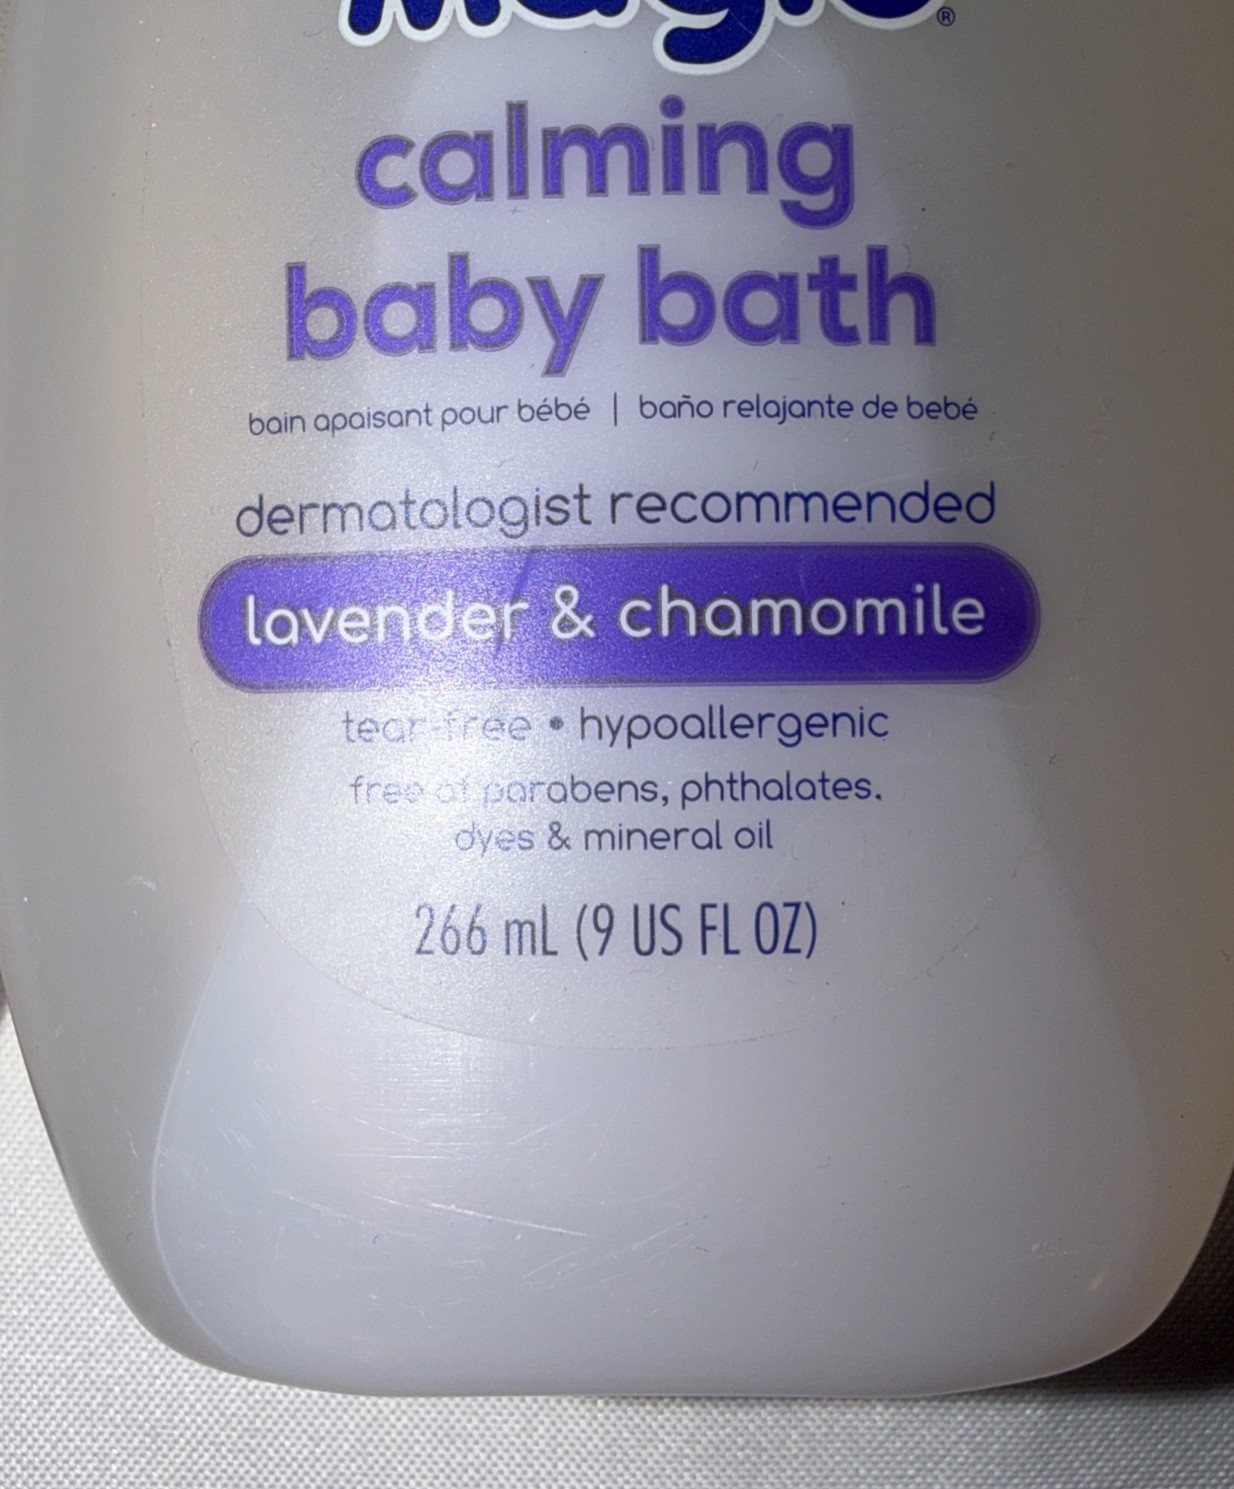 ®
calming
baby bath
bain apaisant pour bébé | baño relajante de bebé
dermatologist recommended
lavender & chamomile
tear-free • hypoallergenic
free of parabens, phthalates,
dyes & mineral oil
266 mL (9 US FL OZ)